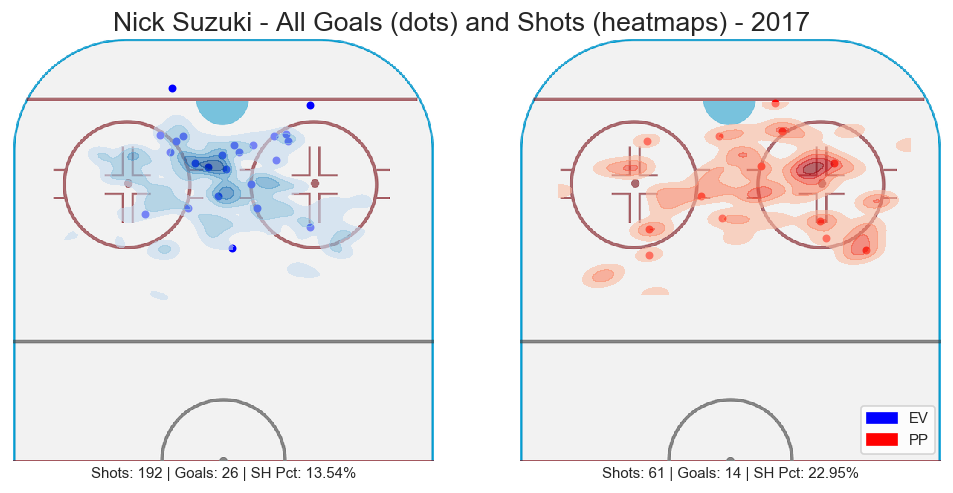 Nick Suzuki - All Goals (dots) and Shots (heatmaps) - 2017
EV
PP
Shots: 192 | Goals: 26 | SH Pct: 13.54%
Shots: 61 | Goals: 14 | SH Pct: 22.95%